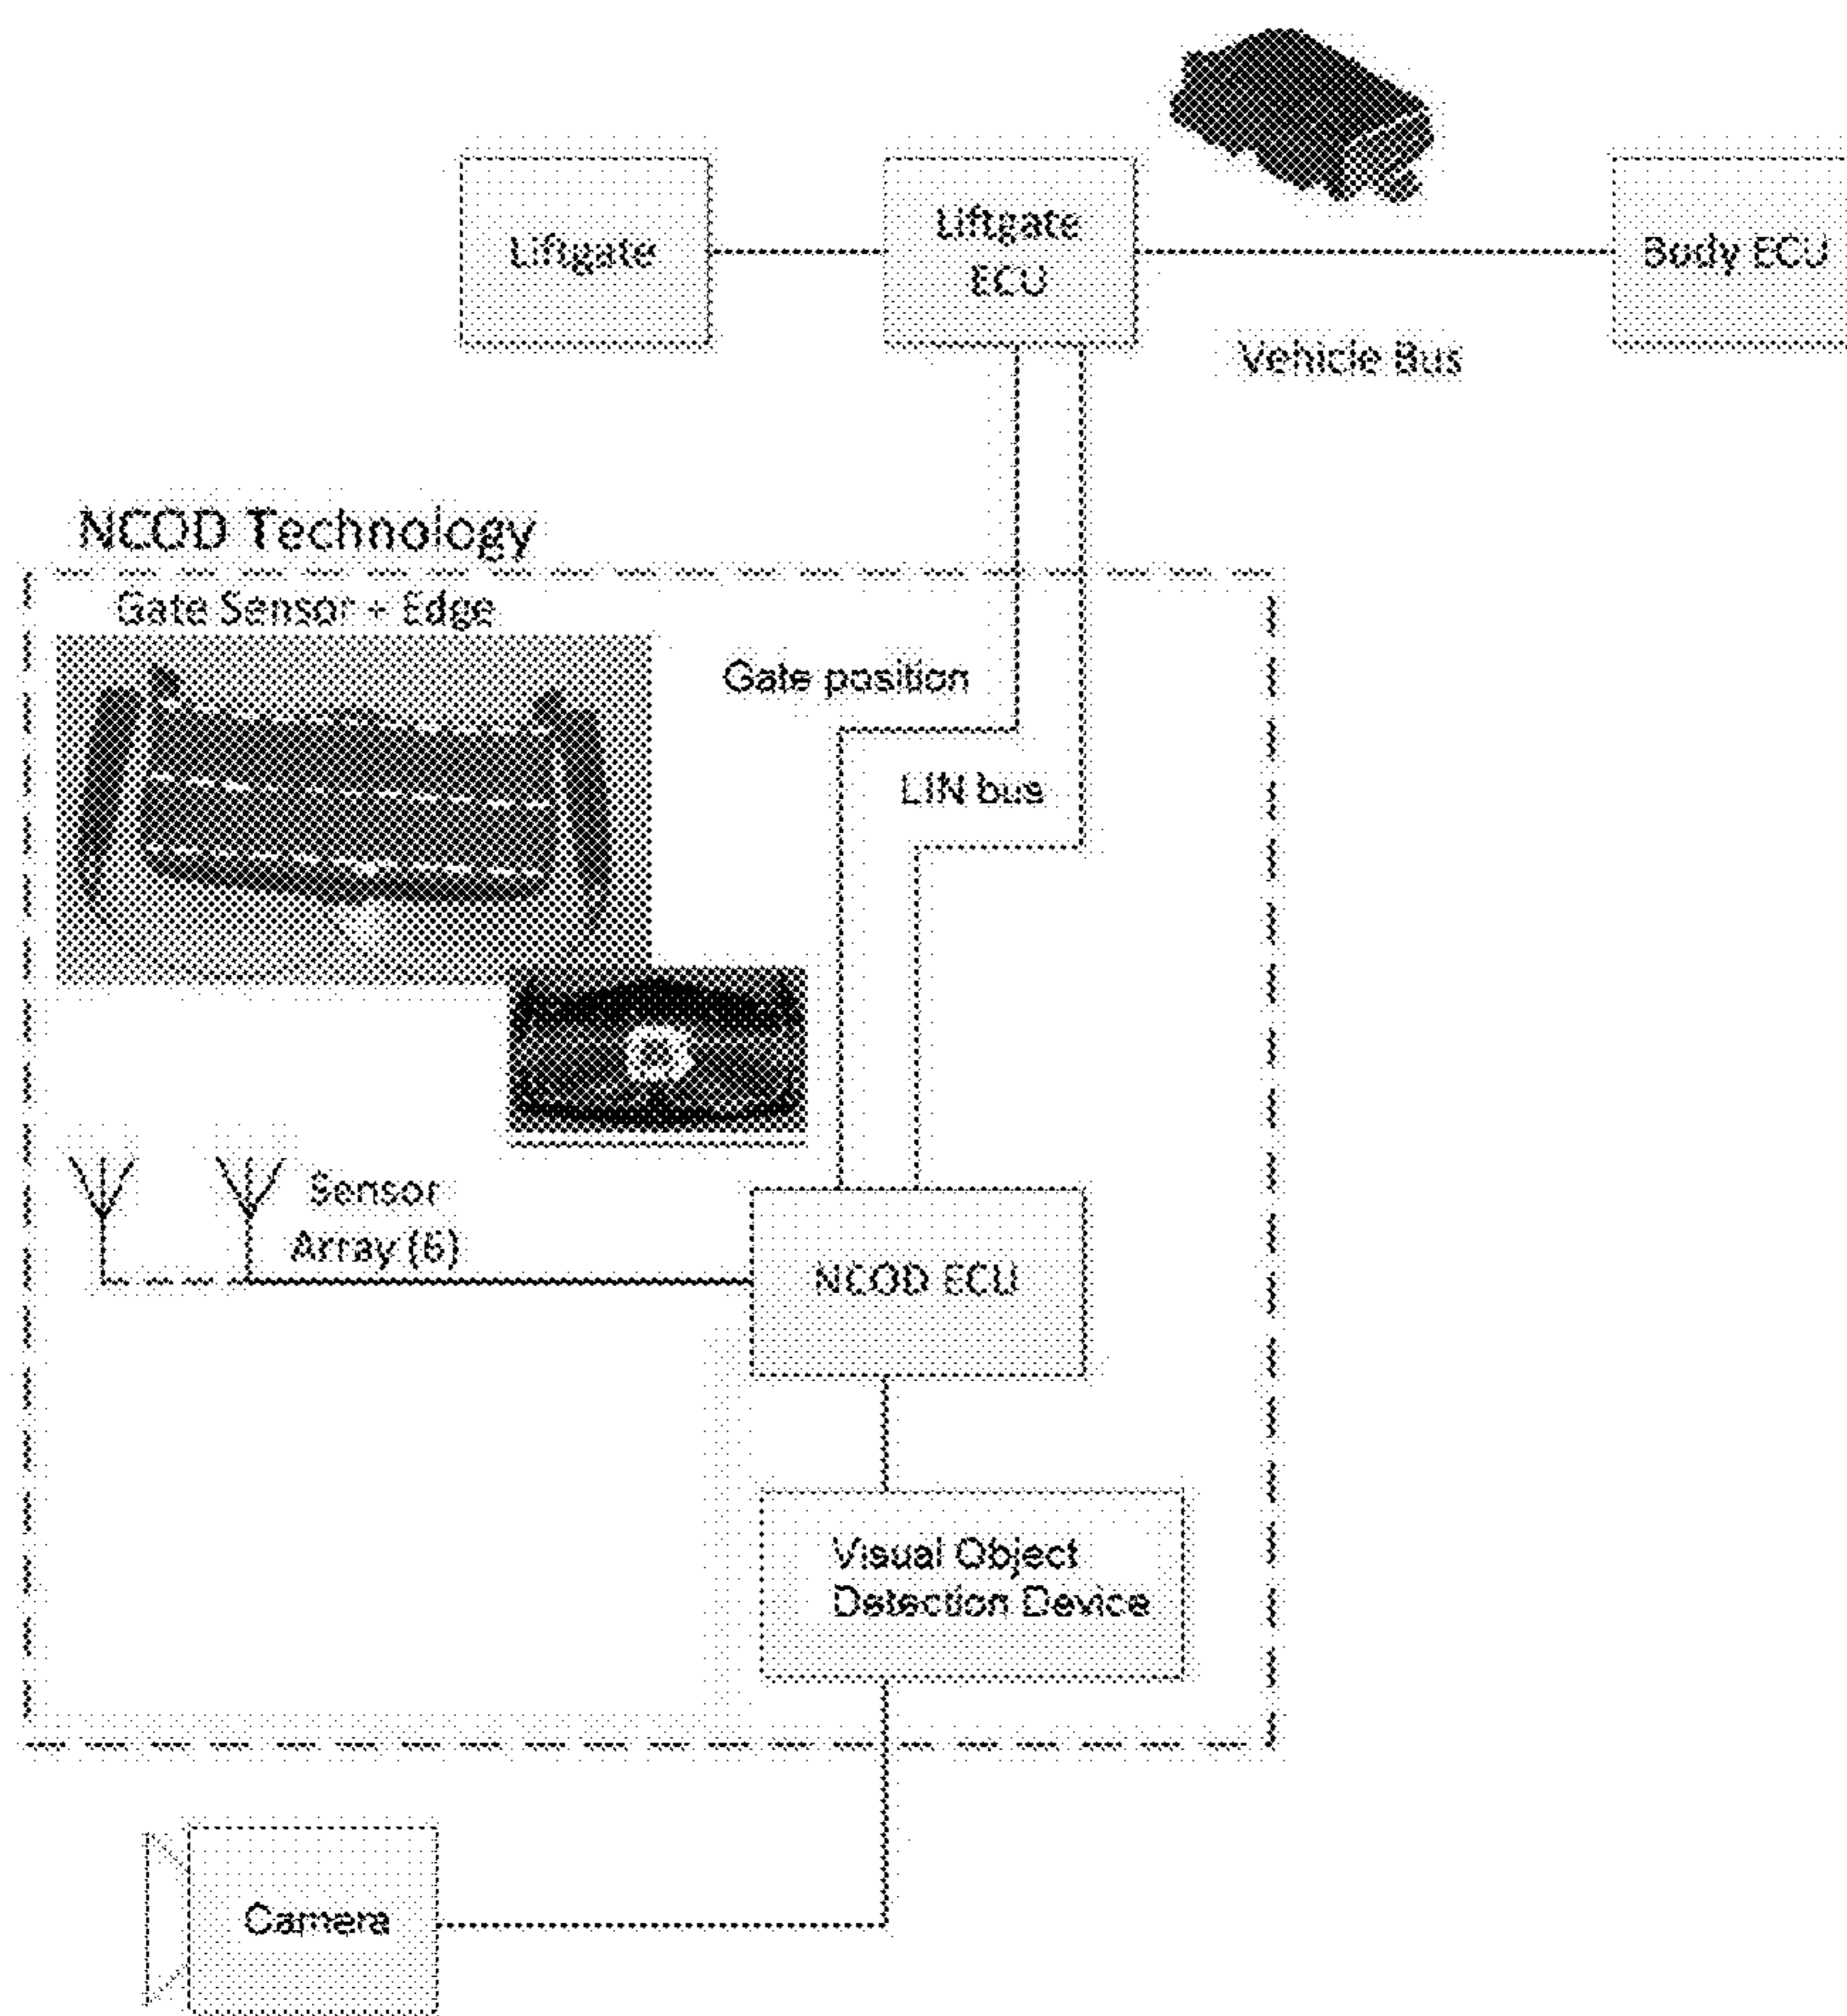 Liftgate
Liftgate
ECU
Body ECU
Vehicle Bus
NCOD Technology
Gate Sensor + Edge
Gate position
LIN bus
Sensor
Array (6)
NCOD ECU
Visual Object
Detection Device
Camera